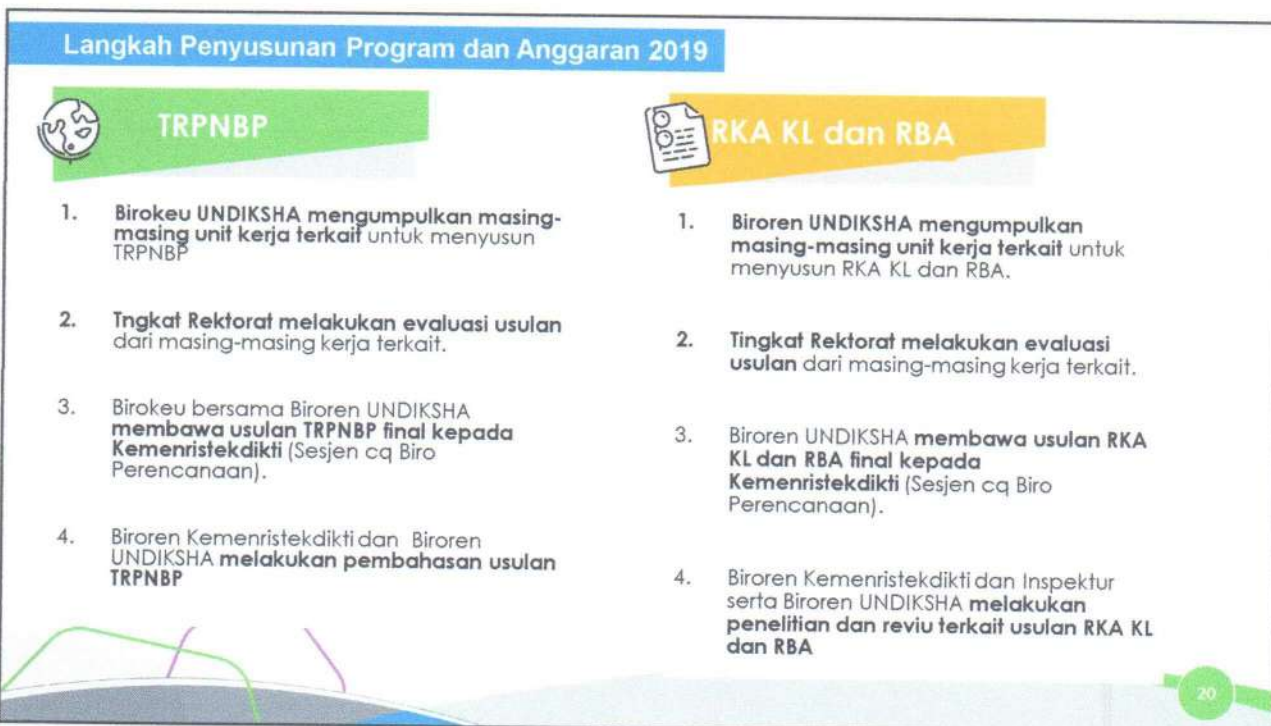 Langkah Penyusunan Program dan Anggaran 2019
TRPNBP
1. Birokeu UNDIKSHA mengumpulkan masing-
masing unit kerja terkait untuk menyusun
TRPNBP
2. Tngkat Rektorat melakukan evaluasi usulan
dari masing-masing kerja terkait.
3. Birokeu bersama Biroren UNDIKSHA
membawa usulan TRPNBP final kepada
Kemenristekdikti (Sesjen cq Biro
Perencanaan).
4. Biroren Kemenristekdikti dan Biroren
UNDIKSHA melakukan pembahasan usulan
TRPNBP
RKA KL dan RBA
1. Biroren UNDIKSHA mengumpulkan
masing-masing unit kerja terkait untuk
menyusun RKA KL dan RBA.
2. Tingkat Rektorat melakukan evaluasi
usulan dari masing-masing kerja terkait.
3. Biroren UNDIKSHA membawa usulan RKA
KL dan RBA final kepada
Kemenristekdikti (Sesjen cq Biro
Perencanaan).
4. Biroren Kemenristekdikti dan Inspektur
serta Biroren UNDIKSHA melakukan
penelitian dan reviu terkait usulan RKA KL
dan RBA
20